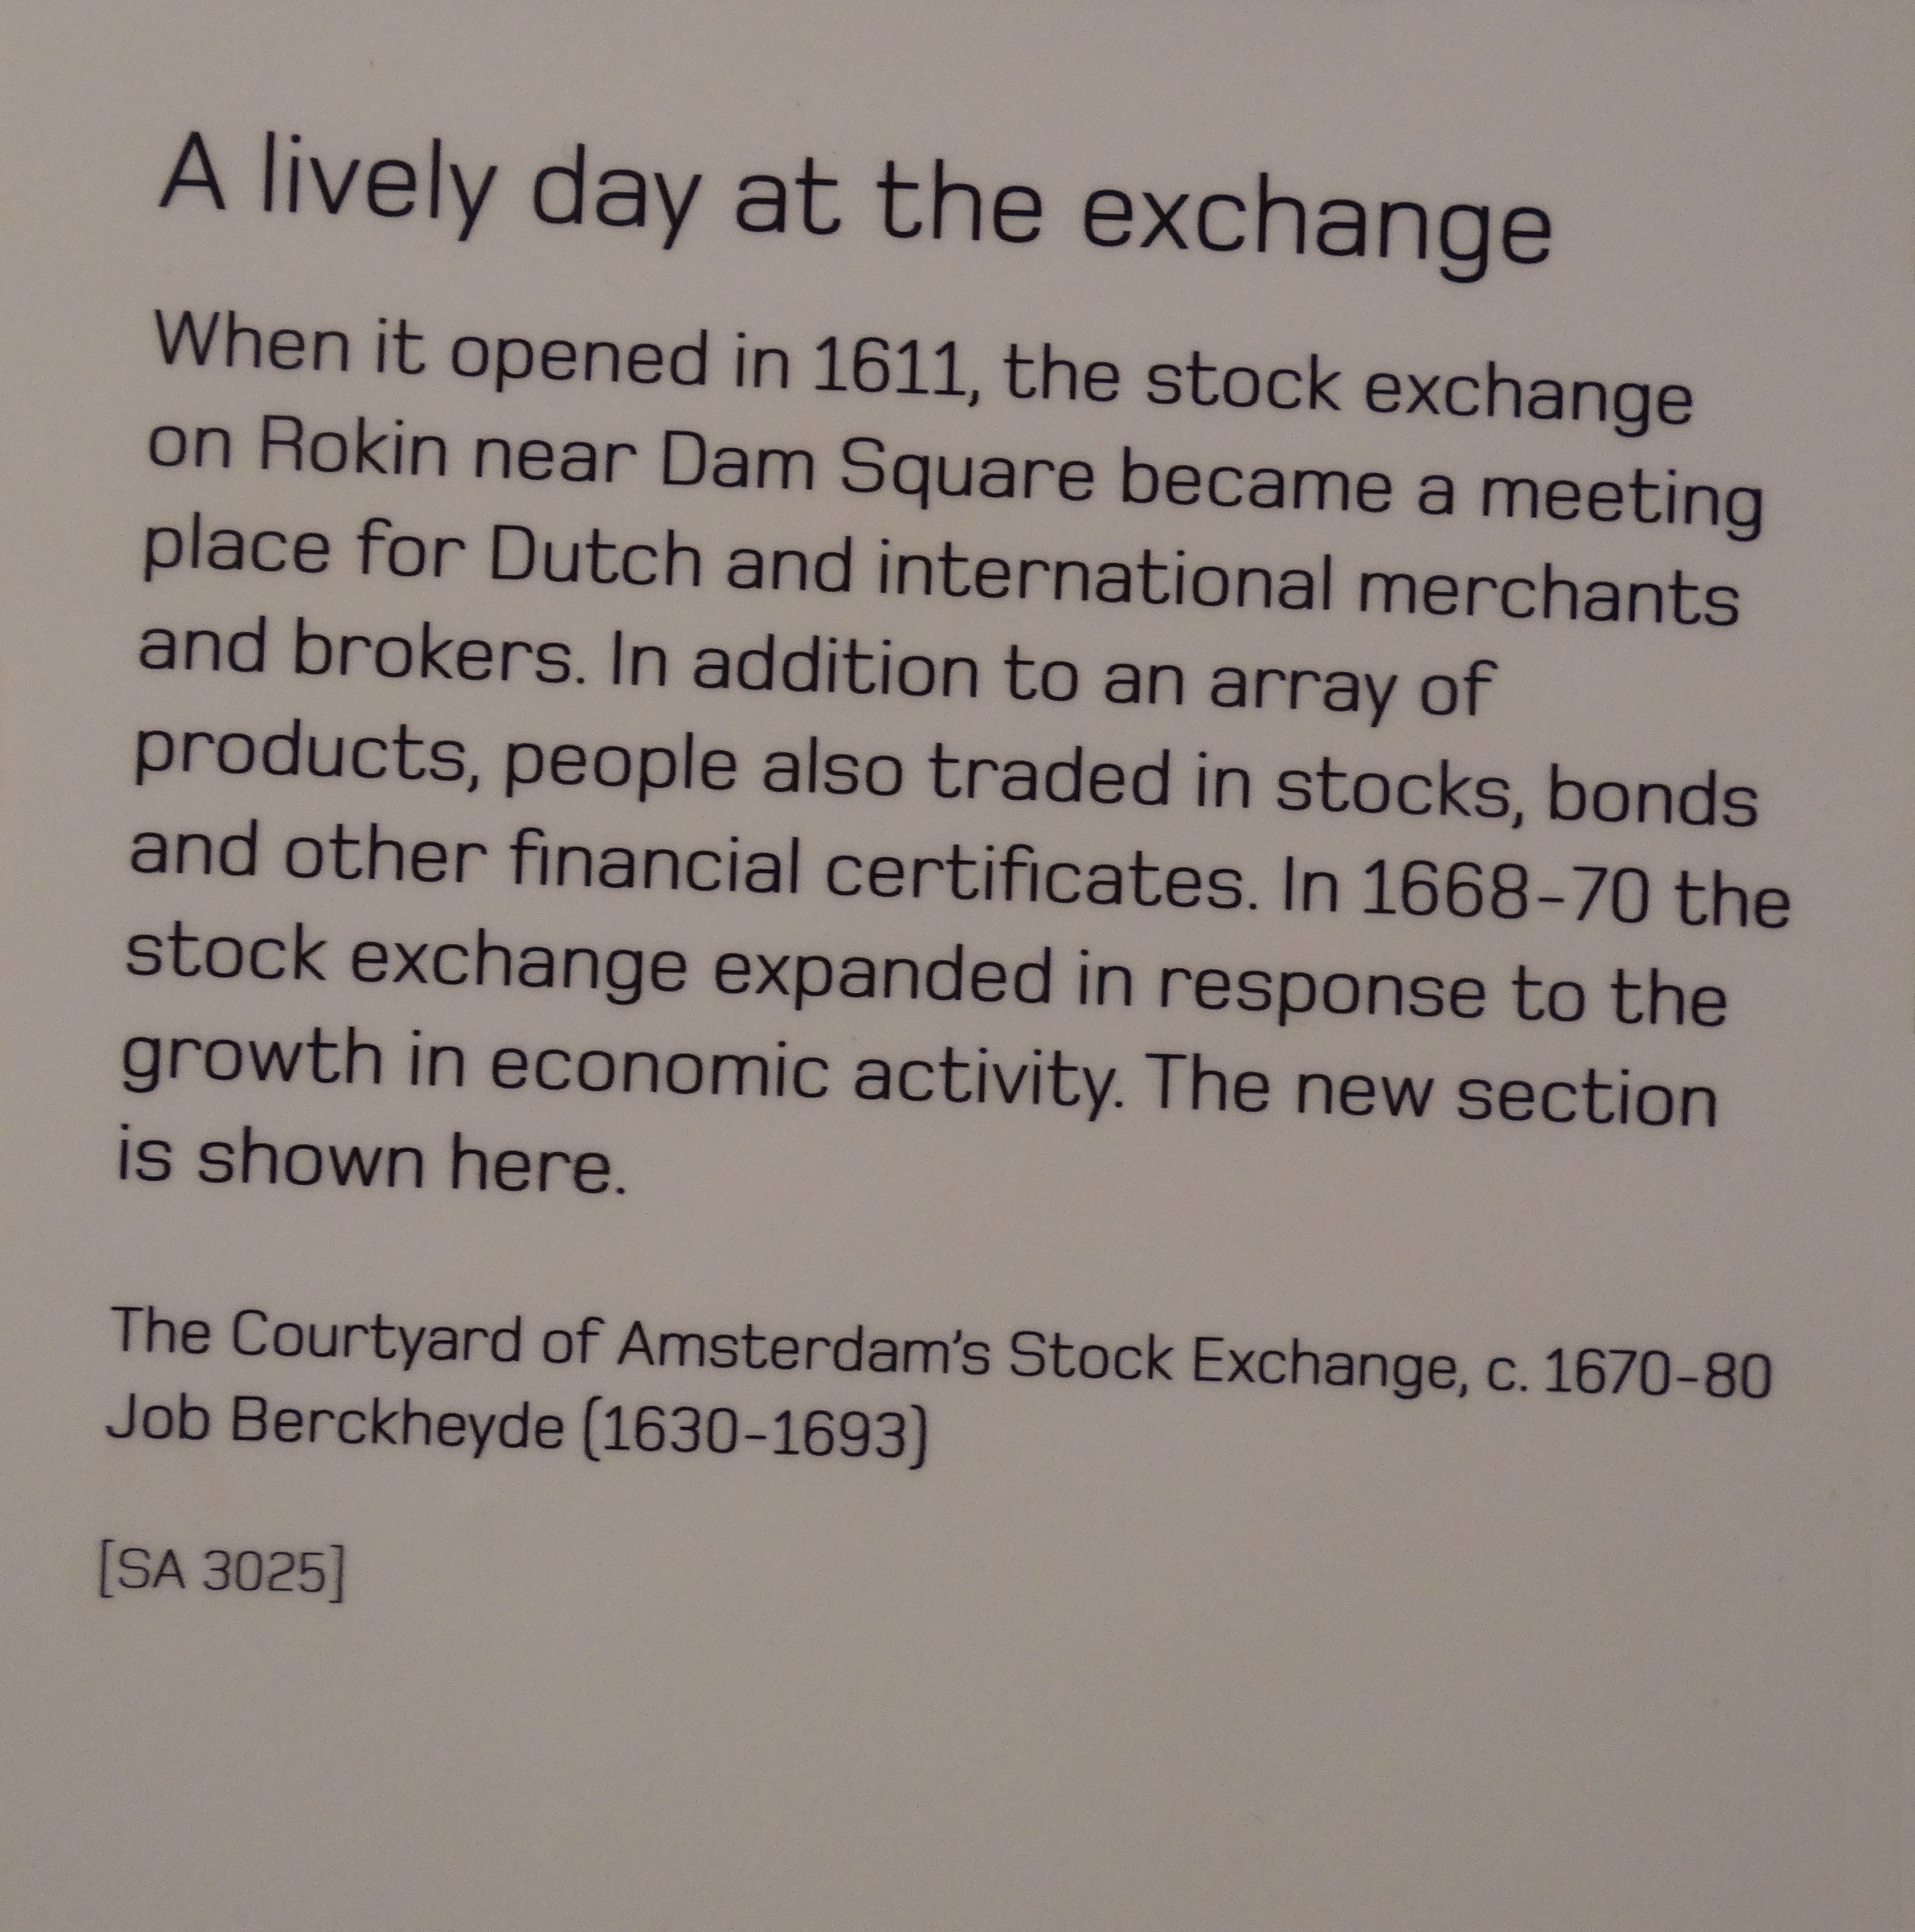 A lively day at the exchange
When it opened in 1611, the stock exchange
on Rokin near Dam Square became a meeting
place for Dutch and international merchants
and brokers. In addition to an array of
products, people also traded in stocks, bonds
and other financial certificates. In 1668-70 the
stock exchange expanded in response to the
growth in economic activity. The new section
is shown here.
The Courtyard of Amsterdam's Stock Exchange, c. 1670-80
Job Berckheyde (1630-1693)
[SA 3025]